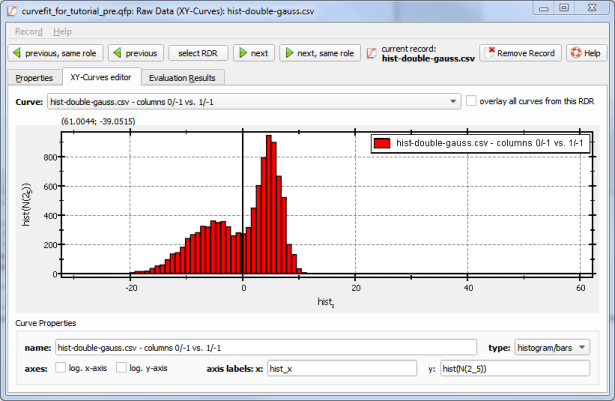 curvefit_for_tutorial_pre.qfp: Raw Data (XY-Curves): hist-double-gauss.csv
Record Help
previous, same role previous select RDR next next, same role current record: hist-double-gauss.csv Remove Record Help
Properties XY-Curves editor Evaluation Results
Curve: hist-double-gauss.csv - columns 0/-1 vs. 1/-1 overlay all curves from this RDR
(61.0044; -39.0515)
hist-double-gauss.csv - columns 0/-1 vs. 1/-1
800
600
400
200
0
hist(N(25))
-20 0 20 40 60
histx
Curve Properties
name: hist-double-gauss.csv - columns 0/-1 vs. 1/-1 type: histogram/bars
axes: log. x-axis log. y-axis axis labels: x: hist_x y: hist(N(2_5))